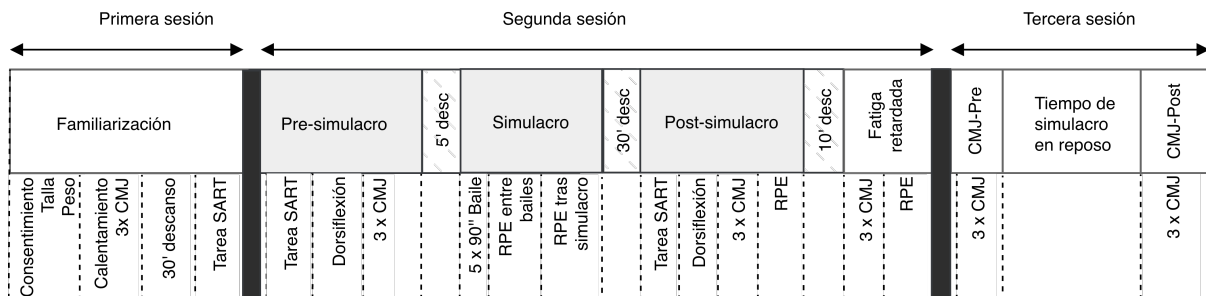 Primera sesión
Segunda sesión
Tercera sesión
Familiarización
Pre-simulacro
5' desc
Simulacro
30' desc
Post-simulacro
10' desc
Fatiga
retardada
CMJ-Pre
Tiempo de
simulacro
en reposo
CMJ-Post
Consentimiento
Talla
Peso
Calentamiento
3x CMJ
30' descanso
Tarea SART
Tarea SART
Dorsiflexión
3 x CMJ
5 x 90" Baile
RPE entre
bailes
RPE tras
simulacro
Tarea SART
Dorsiflexión
3 x CMJ
RPE
3 x CMJ
RPE
3 x CMJ
3 x CMJ